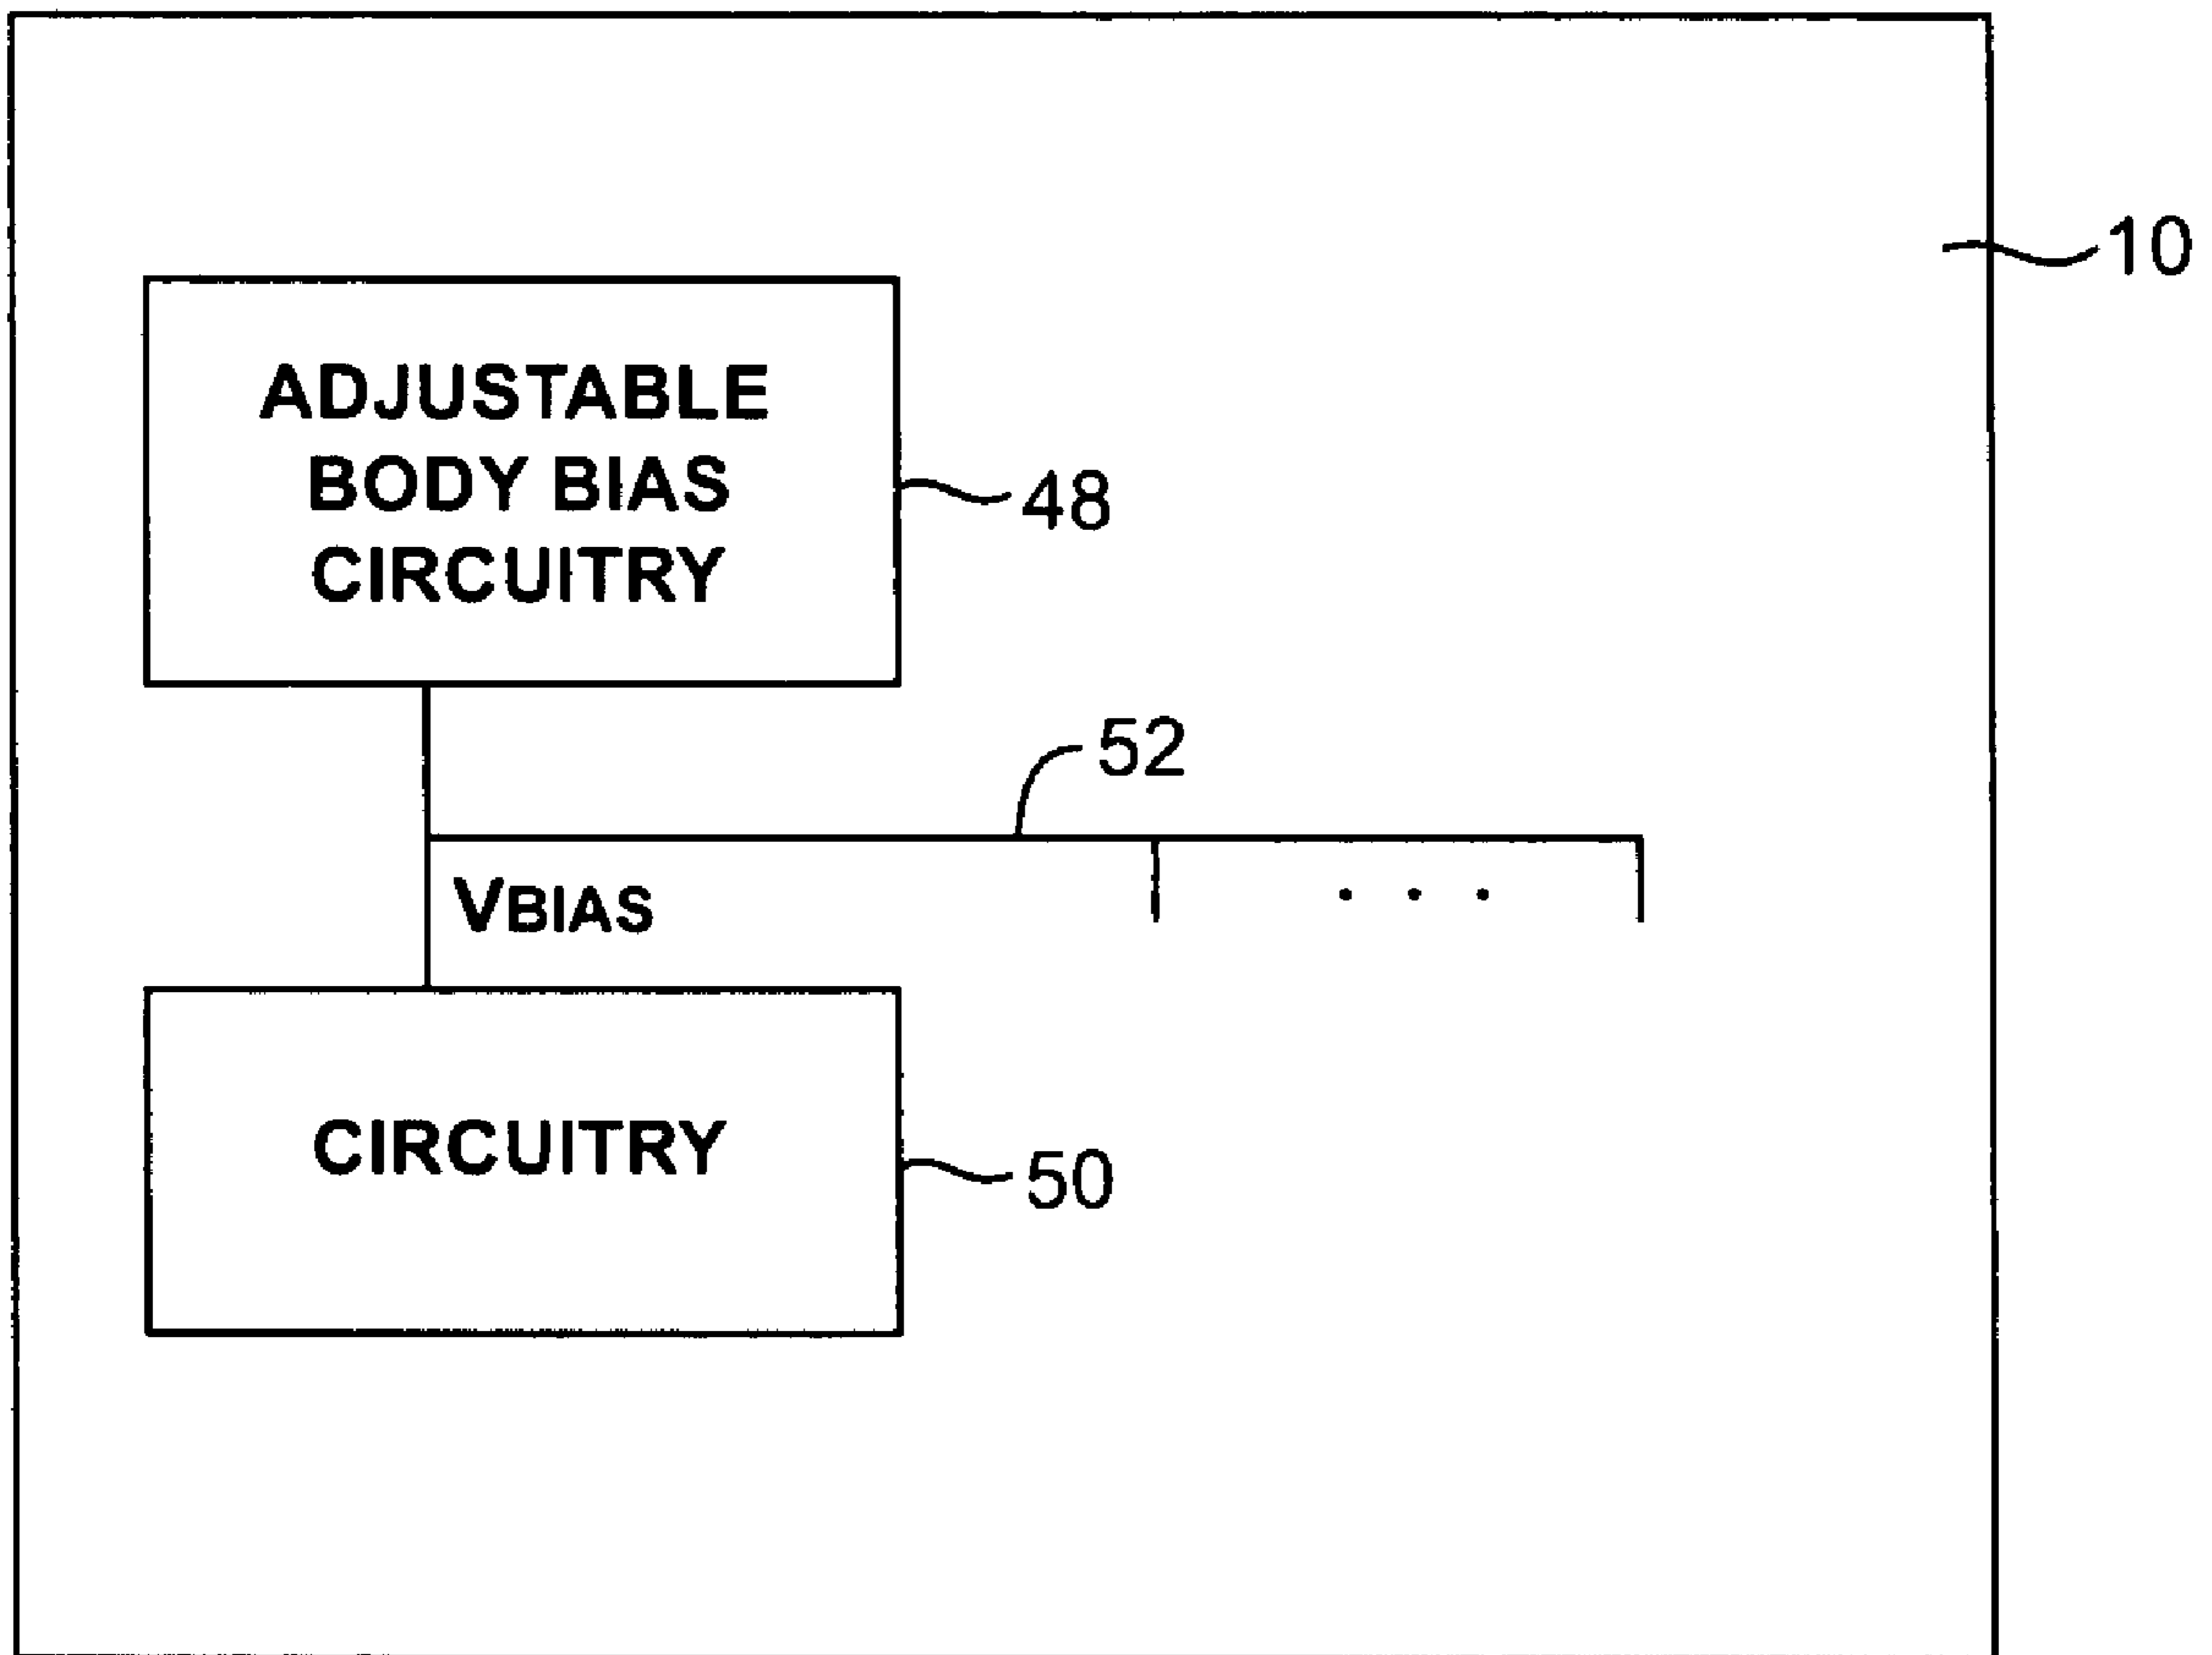 10
ADJUSTABLE
BODY BIAS
CIRCUITRY
48
52
VBIAS
. . .
CIRCUITRY
50